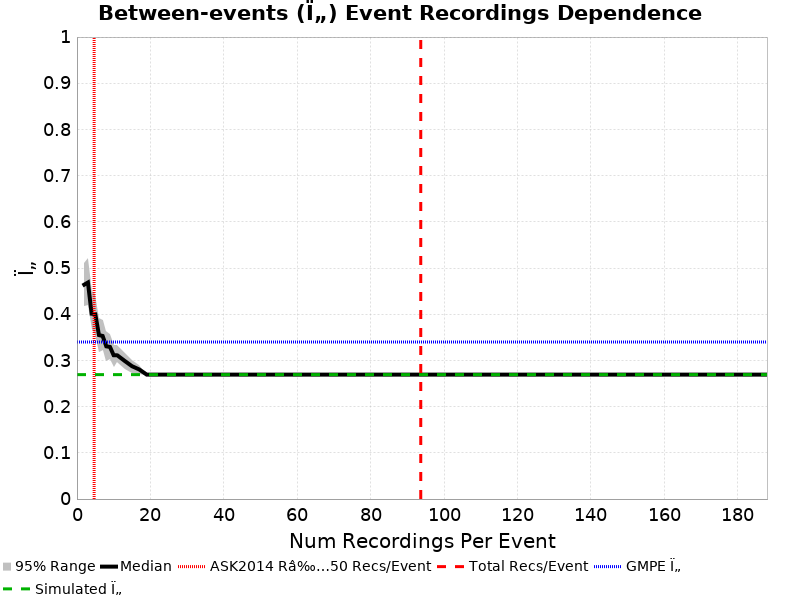 Between-events (Ï„) Event Recordings Dependence
1
0.9
0.8
0.7
0.6
0.5
0.4
0.3
0.2
0.1
0
Ï„
0 20 40 60 80 100 120 140 160 180
Num Recordings Per Event
95% Range Median ASK2014 Râ‰…50 Recs/Event Total Recs/Event GMPE Ï„
Simulated Ï„